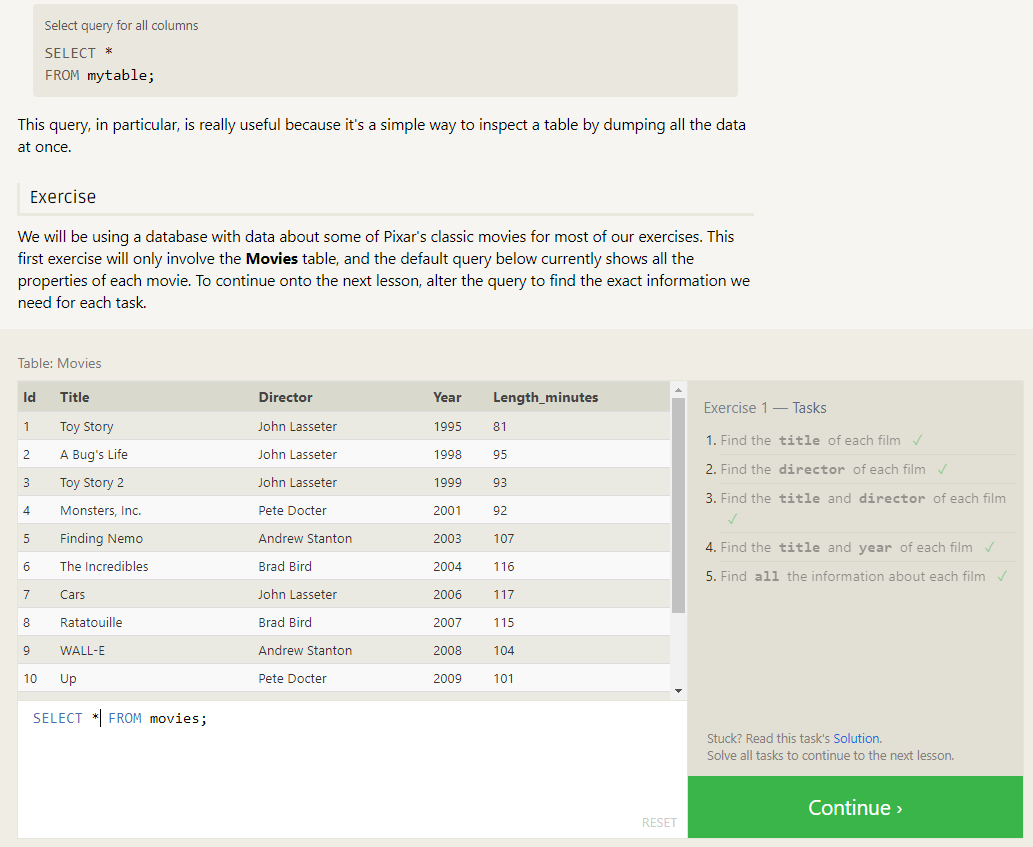 Select query for all columns
SELECT *
FROM mytable;
This query, in particular, is really useful because it's a simple way to inspect a table by dumping all the data
at once.
Exercise
We will be using a database with data about some of Pixar's classic movies for most of our exercises. This
first exercise will only involve the Movies table, and the default query below currently shows all the
properties of each movie. To continue onto the next lesson, alter the query to find the exact information we
need for each task.
Table: Movies
Id Title Director Year Length_minutes
1 Toy Story John Lasseter 1995 81
2 A Bug's Life John Lasseter 1998 95
3 Toy Story 2 John Lasseter 1999 93
4 Monsters, Inc. Pete Docter 2001 92
5 Finding Nemo Andrew Stanton 2003 107
6 The Incredibles Brad Bird 2004 116
7 Cars John Lasseter 2006 117
8 Ratatouille Brad Bird 2007 115
9 WALL-E Andrew Stanton 2008 104
10 Up Pete Docter 2009 101
SELECT * FROM movies;
RESET
Exercise 1 — Tasks
1. Find the title of each film ✓
2. Find the director of each film ✓
3. Find the title and director of each film
✓
4. Find the title and year of each film ✓
5. Find all the information about each film ✓
Stuck? Read this task's Solution.
Solve all tasks to continue to the next lesson.
Continue ›